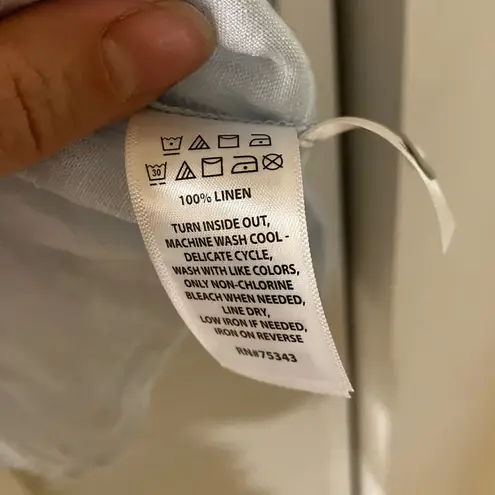 30
100% LINEN
TURN INSIDE OUT,
MACHINE WASH COOL -
DELICATE CYCLE,
WASH WITH LIKE COLORS,
ONLY NON-CHLORINE
BLEACH WHEN NEEDED,
LINE DRY,
LOW IRON IF NEEDED,
IRON ON REVERSE
RN#75343